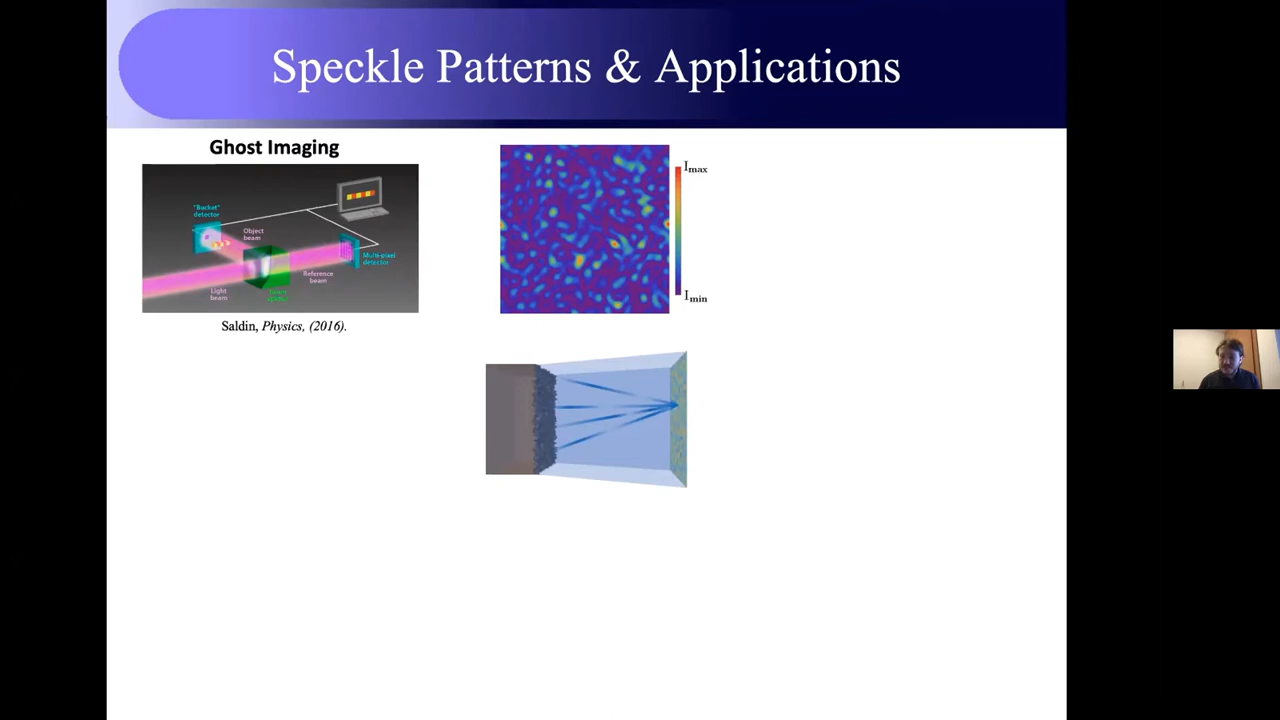 Speckle Patterns & Applications
Ghost Imaging
"Bucket"
detector
Object
beam
Multi-pixel
detector
Reference
beam
Light
beam
Saldin, Physics, (2016).
Imax
Imin